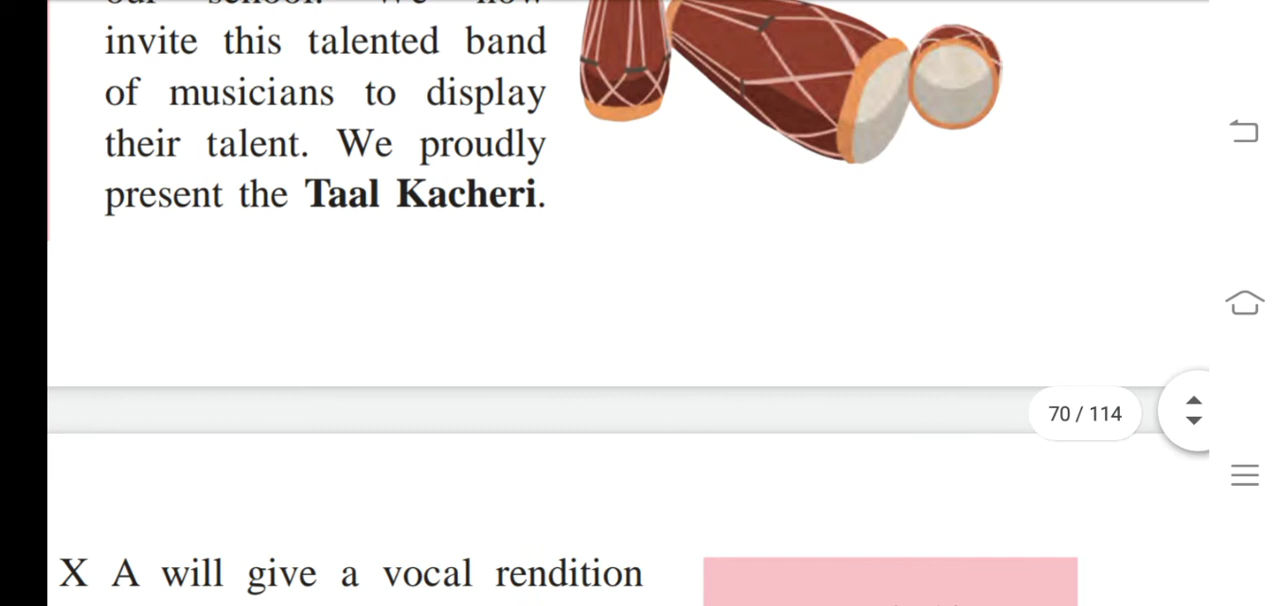 invite this talented band
of musicians to display
their talent. We proudly
present the Taal Kacheri.
70 / 114
X A will give a vocal rendition